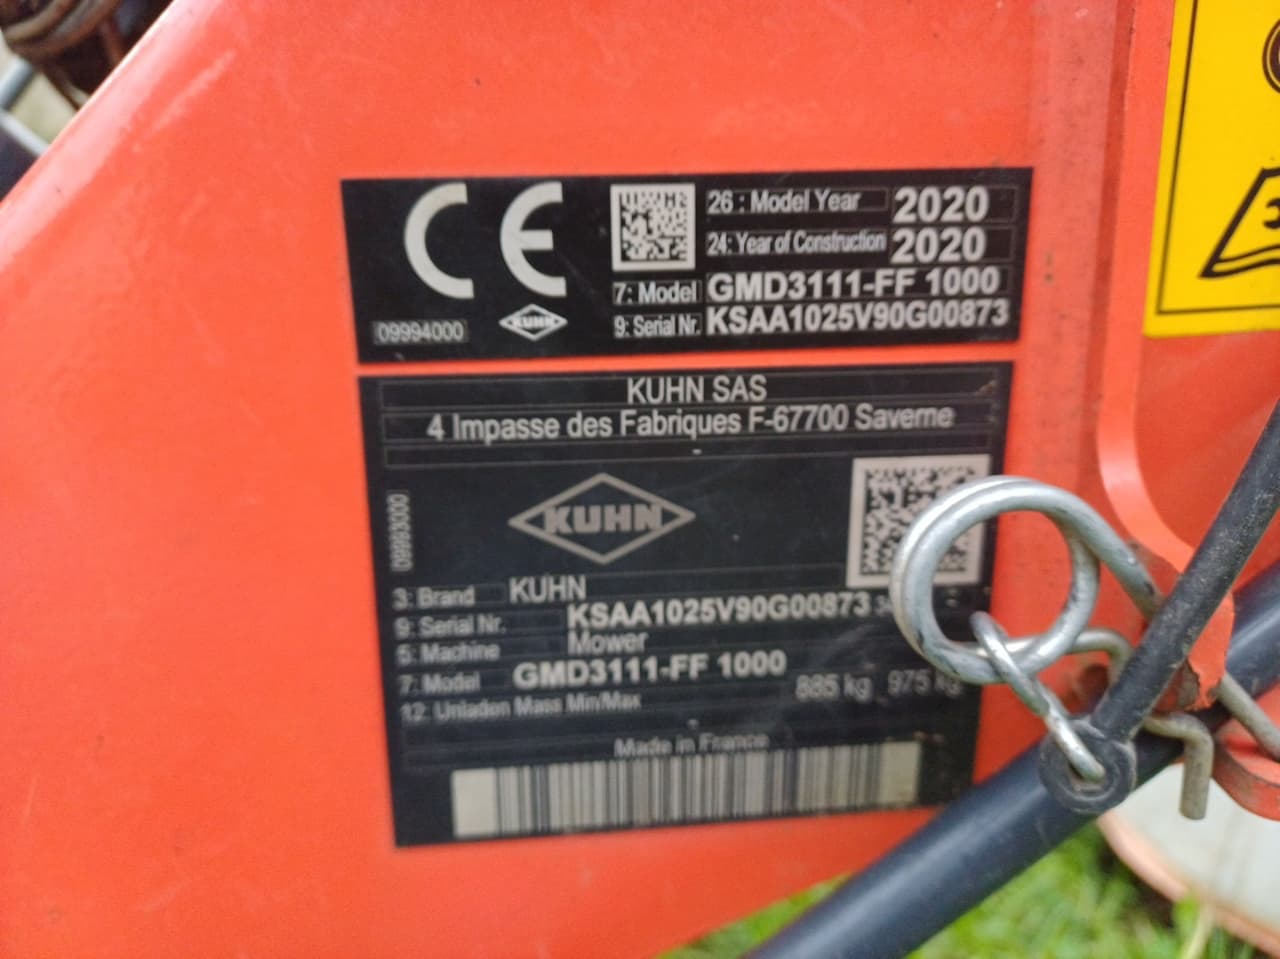 CE
26 : Model Year 2020
24: Year of Construction 2020
7: Model GMD3111-FF 1000
9: Serial Nr. KSAA1025V90G00873
09994000
KUHN
KUHN SAS
4 Impasse des Fabriques F-67700 Saverne
09993000
KUHN
3: Brand KUHN
9: Serial Nr. KSAA1025V90G00873
5: Machine Mower
7: Model GMD3111-FF 1000
12: Unladen Mass Min/Max 885 kg 975 kg
Made in France